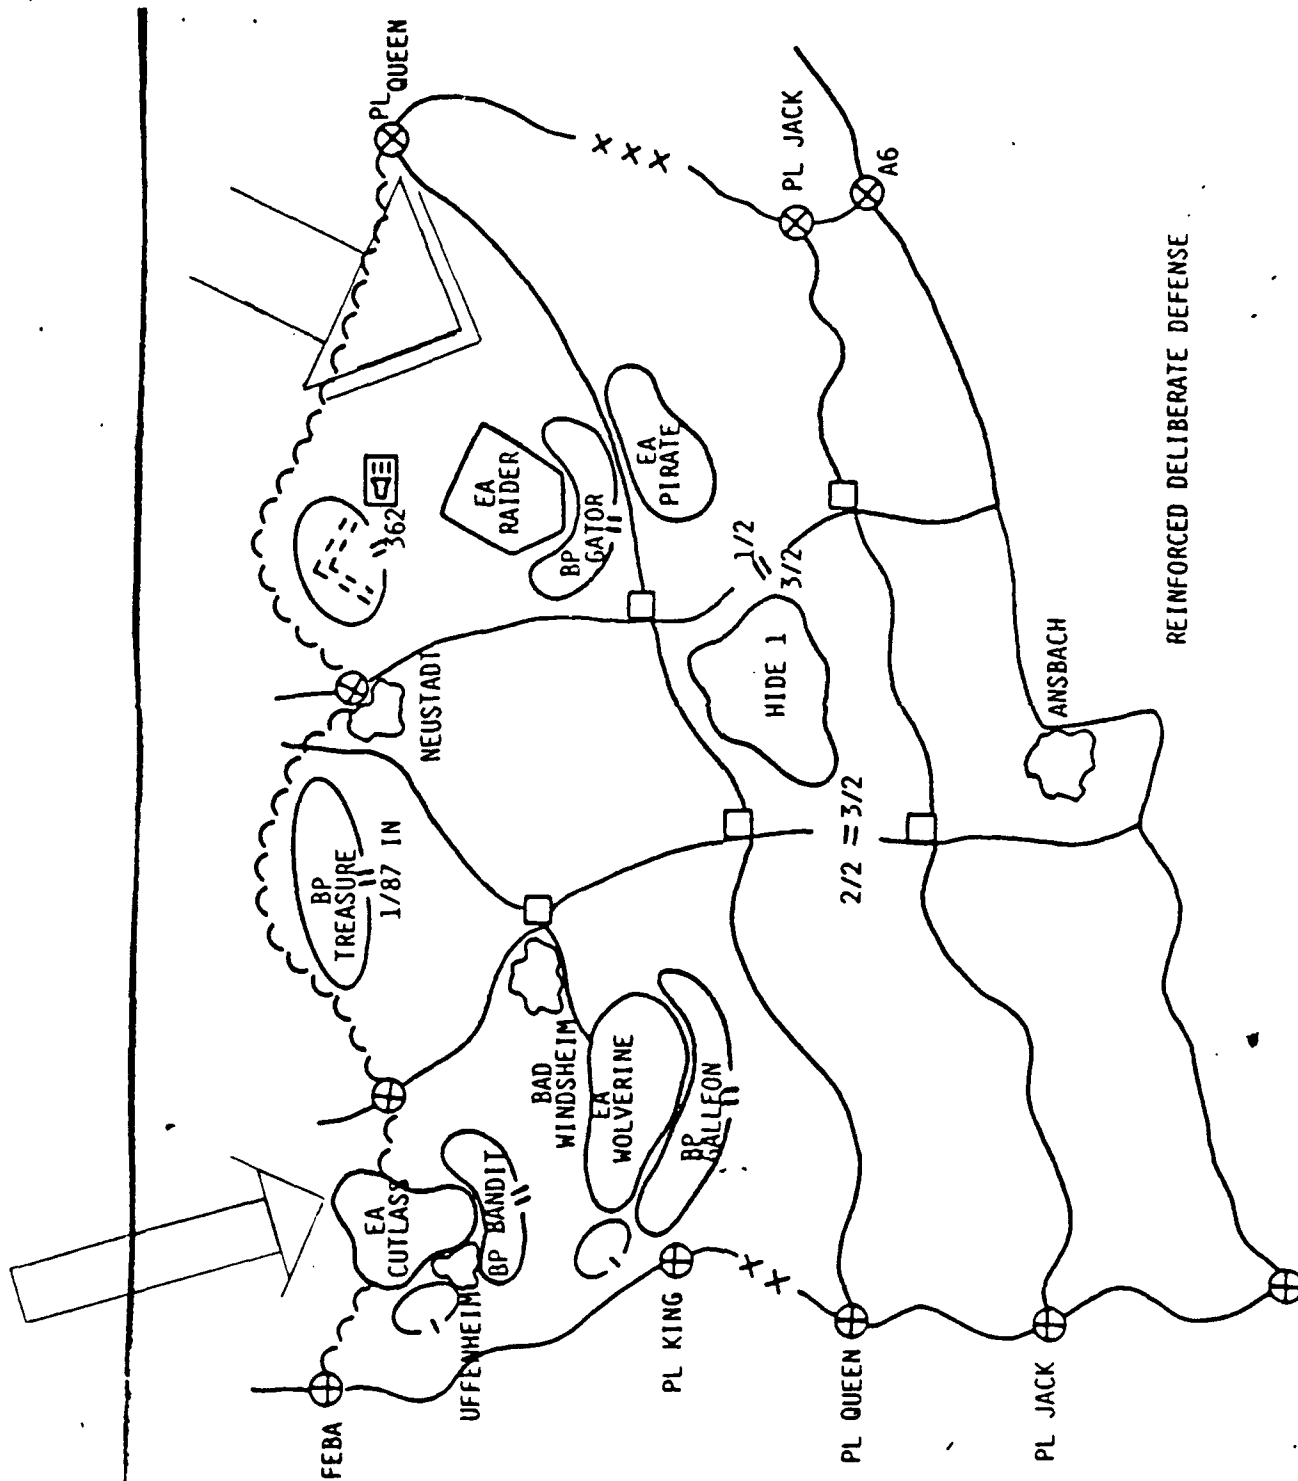 FEBA
UFFENHEIM
PL KING
PL QUEEN
PL JACK
EA
CUTLASS
BP BANDIT
BAD
WINDSHEIM
EA
WOLVERINE
BP
GALLEON
BP
TREASURE
1/87 IN
NEUSTADT
2/2 = 3/2
HIDE 1
ANSBACH
362
EA
RAIDER
BP
GATOR
EA
PIRATE
1/2
3/2
PL QUEEN
XXX
XX
PL JACK
A6
REINFORCED DELIBERATE DEFENSE